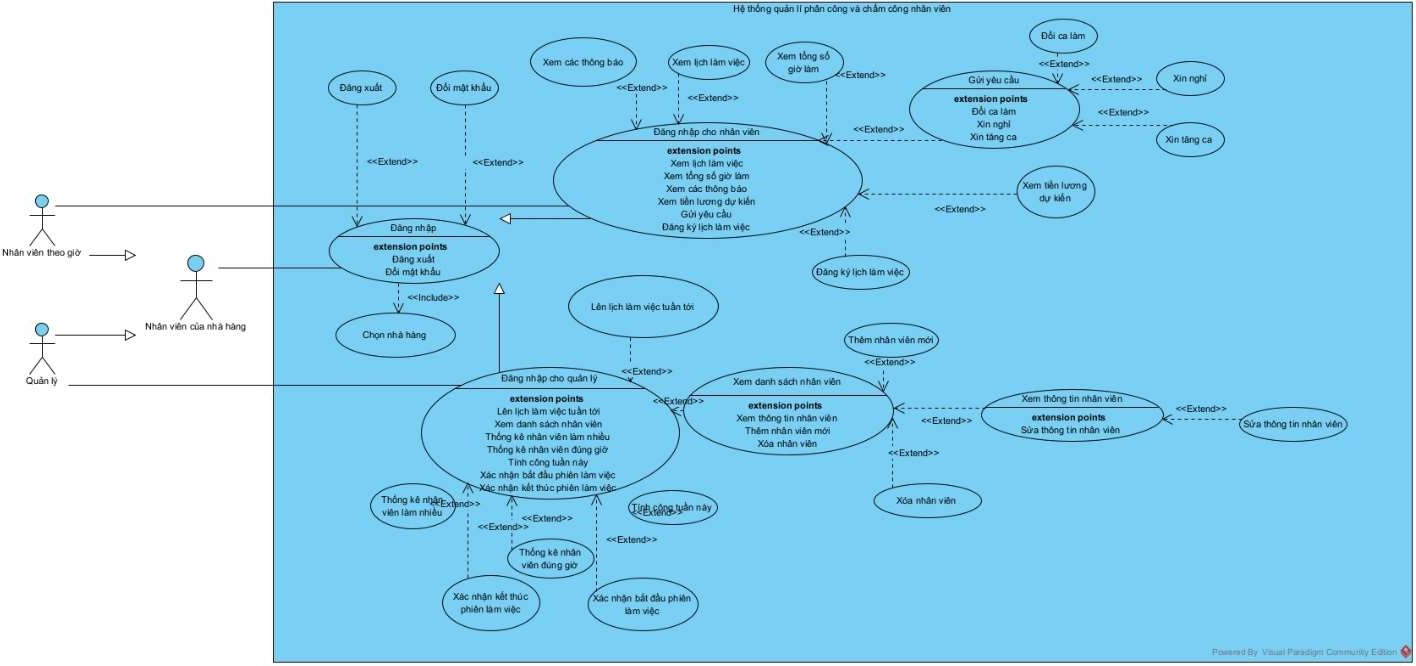 Hệ thống quản lí phân công và chấm công nhân viên
Đổi ca làm
<<Extend>>
Xem các thông báo
Xem lịch làm việc
Xem tổng số
giờ làm
<<Extend>>
Gửi yêu cầu
extension points
Đổi ca làm
Xin nghỉ
Xin tăng ca
<<Extend>>
Xin nghỉ
<<Extend>>
Xin tăng ca
Đăng xuất
Đổi mật khẩu
<<Extend>>
<<Extend>>
<<Extend>>
<<Extend>>
<<Extend>>
Đăng nhập cho nhân viên
extension points
Xem lịch làm việc
Xem tổng số giờ làm
Xem các thông báo
Xem tiền lương dự kiến
Gửi yêu cầu
Đăng ký lịch làm việc
Xem tiền lương
dự kiến
<<Extend>>
<<Extend>>
Đăng ký lịch làm việc
Nhân viên theo giờ
Đăng nhập
extension points
Đăng xuất
Đổi mật khẩu
<<Include>>
Chọn nhà hàng
Nhân viên của nhà hàng
Quản lý
Lên lịch làm việc tuần tới
<<Extend>>
Thêm nhân viên mới
<<Extend>>
Đăng nhập cho quản lý
extension points
Lên lịch làm việc tuần tới
Xem danh sách nhân viên
Thống kê nhân viên làm nhiều
Thống kê nhân viên đúng giờ
Tính công tuần này
Xác nhận bắt đầu phiên làm việc
Xác nhận kết thúc phiên làm việc
<<Extend>>
Xem danh sách nhân viên
extension points
Xem thông tin nhân viên
Thêm nhân viên mới
Xóa nhân viên
<<Extend>>
Xem thông tin nhân viên
extension points
Sửa thông tin nhân viên
<<Extend>>
Sửa thông tin nhân viên
<<Extend>>
Xóa nhân viên
Thống kê nhân
viên làm nhiều
<<Extend>>
<<Extend>>
<<Extend>>
Tính công tuần này
<<Extend>>
<<Extend>>
Thống kê nhân
viên đúng giờ
Xác nhận kết thúc
phiên làm việc
Xác nhận bắt đầu phiên
làm việc
Powered By Visual Paradigm Community Edition